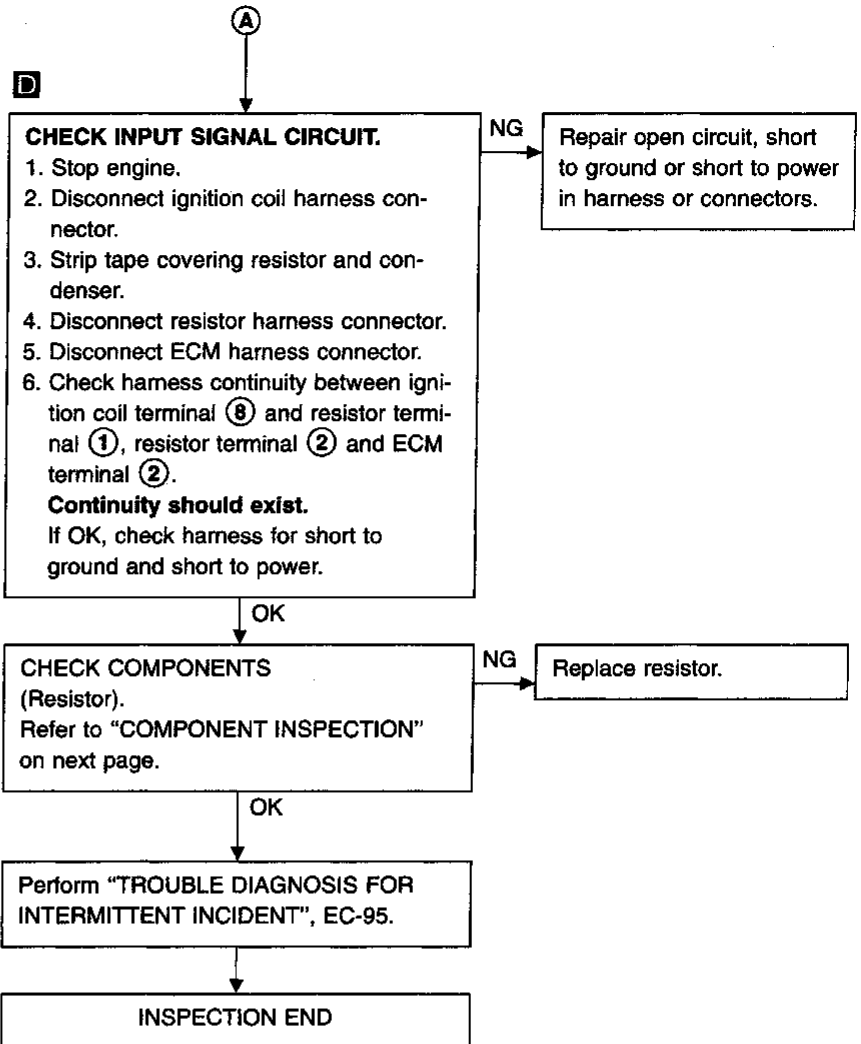 Ⓐ
D
CHECK INPUT SIGNAL CIRCUIT.
1. Stop engine.
2. Disconnect ignition coil harness con-
nector.
3. Strip tape covering resistor and con-
denser.
4. Disconnect resistor harness connector.
5. Disconnect ECM harness connector.
6. Check harness continuity between igni-
tion coil terminal ⑧ and resistor termi-
nal ①, resistor terminal ② and ECM
terminal ②.
Continuity should exist.
If OK, check harness for short to
ground and short to power.
NG
Repair open circuit, short
to ground or short to power
in harness or connectors.
OK
CHECK COMPONENTS
(Resistor).
Refer to “COMPONENT INSPECTION”
on next page.
NG
Replace resistor.
OK
Perform “TROUBLE DIAGNOSIS FOR
INTERMITTENT INCIDENT”, EC-95.
INSPECTION END